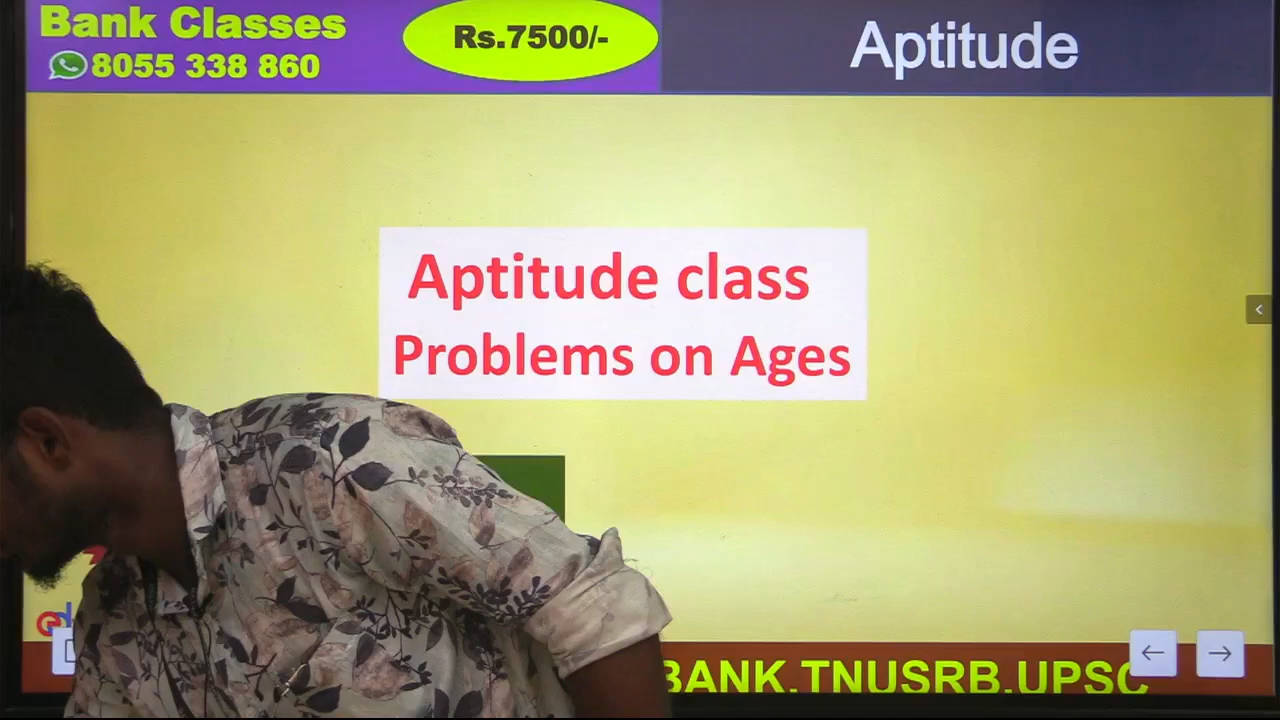 Bank Classes
8055 338 860
Rs.7500/-
Aptitude
Aptitude class
Problems on Ages
BANK.TNUSRB.UPSC